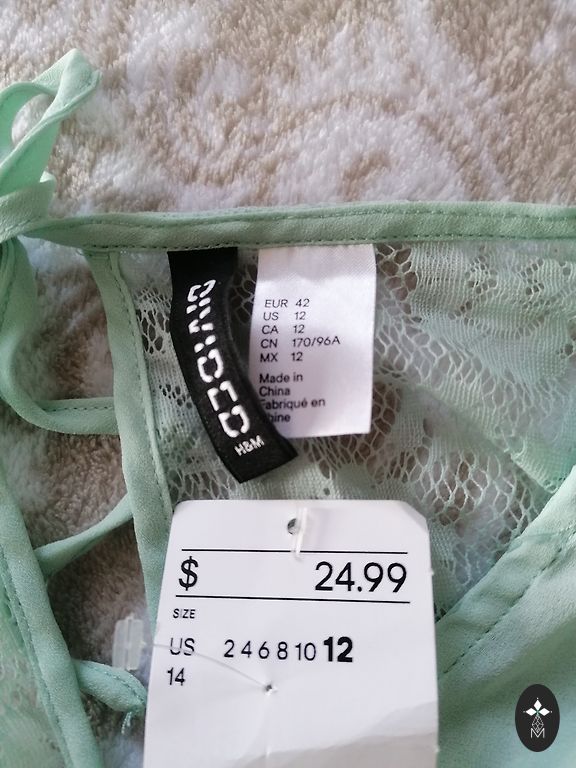 DIVIDED
H&M
EUR 42
US 12
CA 12
CN 170/96A
MX 12
Made in
China
Fabriqué en
Chine
$ 24.99
SIZE
US 2 4 6 8 10 12
14
M